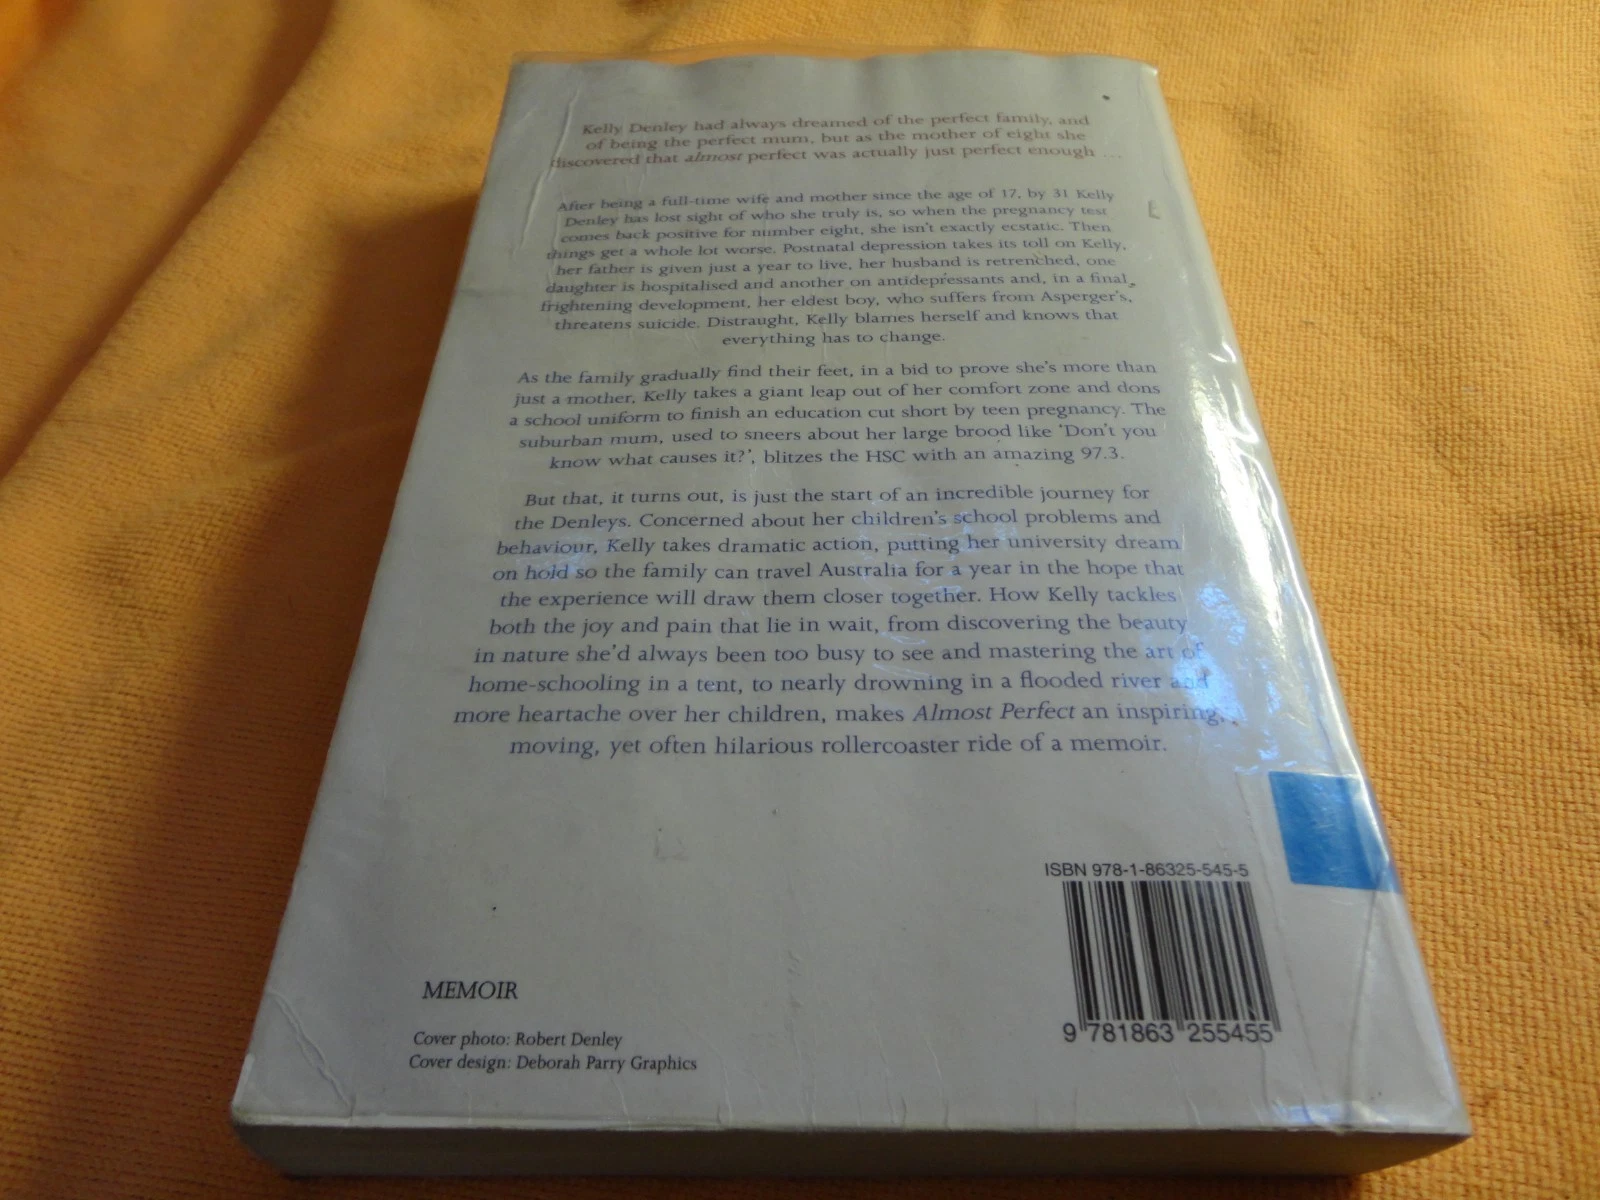 Kelly Denley had always dreamed of the perfect family, and
of being the perfect mum, but as the mother of eight she
discovered that almost perfect was actually just perfect enough ...
After being a full-time wife and mother since the age of 17, by 31 Kelly
Denley has lost sight of who she truly is, so when the pregnancy test
comes back positive for number eight, she isn't exactly ecstatic. Then
things get a whole lot worse. Postnatal depression takes its toll on Kelly,
her father is given just a year to live, her husband is retrenched, one
daughter is hospitalised and another on antidepressants and, in a final,
frightening development, her eldest boy, who suffers from Asperger's,
threatens suicide. Distraught, Kelly blames herself and knows that
everything has to change.
As the family gradually find their feet, in a bid to prove she's more than
just a mother, Kelly takes a giant leap out of her comfort zone and dons
a school uniform to finish an education cut short by teen pregnancy. The
suburban mum, used to sneers about her large brood like 'Don't you
know what causes it?', blitzes the HSC with an amazing 97.3.
But that, it turns out, is just the start of an incredible journey for
the Denleys. Concerned about her children's school problems and
behaviour, Kelly takes dramatic action, putting her university dream
on hold so the family can travel Australia for a year in the hope that
the experience will draw them closer together. How Kelly tackles
both the joy and pain that lie in wait, from discovering the beauty
in nature she'd always been too busy to see and mastering the art of
home-schooling in a tent, to nearly drowning in a flooded river and
more heartache over her children, makes Almost Perfect an inspiring,
moving, yet often hilarious rollercoaster ride of a memoir.
ISBN 978-1-86325-545-5
9 781863 255455
MEMOIR
Cover photo: Robert Denley
Cover design: Deborah Parry Graphics